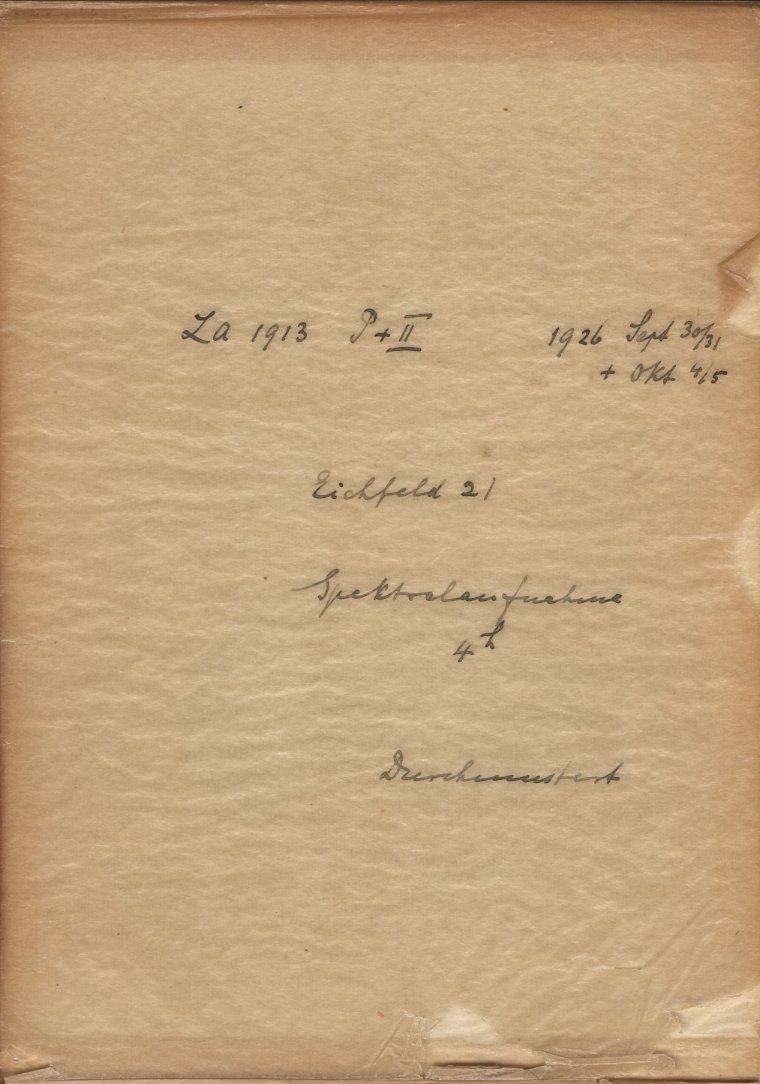 La 1913 P + II 1926 Sept 30/31
+ Okt 4/5
Eichfeld 21
Spektralaufnahme
4h
Durchmustert